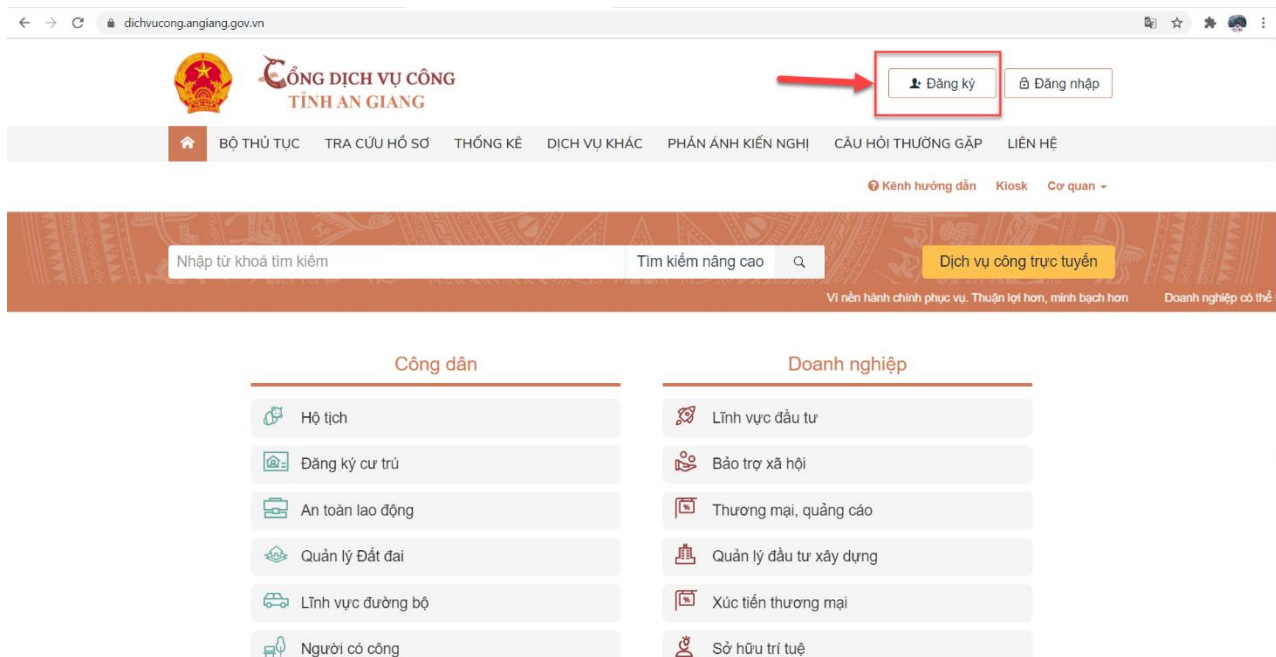 dichvucong.angiang.gov.vn
CỔNG DỊCH VỤ CÔNG
TỈNH AN GIANG
Đăng ký
Đăng nhập
BỘ THỦ TỤC TRA CỨU HỒ SƠ THỐNG KÊ DỊCH VỤ KHÁC PHẢN ÁNH KIẾN NGHỊ CÂU HỎI THƯỜNG GẶP LIÊN HỆ
Kênh hướng dẫn Kiosk Cơ quan
Nhập từ khoá tìm kiếm Tìm kiếm nâng cao Dịch vụ công trực tuyến
Vì nền hành chính phục vụ. Thuận lợi hơn, minh bạch hơn Doanh nghiệp có thể
Công dân Doanh nghiệp
Hộ tịch Lĩnh vực đầu tư
Đăng ký cư trú Bảo trợ xã hội
An toàn lao động Thương mại, quảng cáo
Quản lý Đất đai Quản lý đầu tư xây dựng
Lĩnh vực đường bộ Xúc tiến thương mại
Người có công Sở hữu trí tuệ